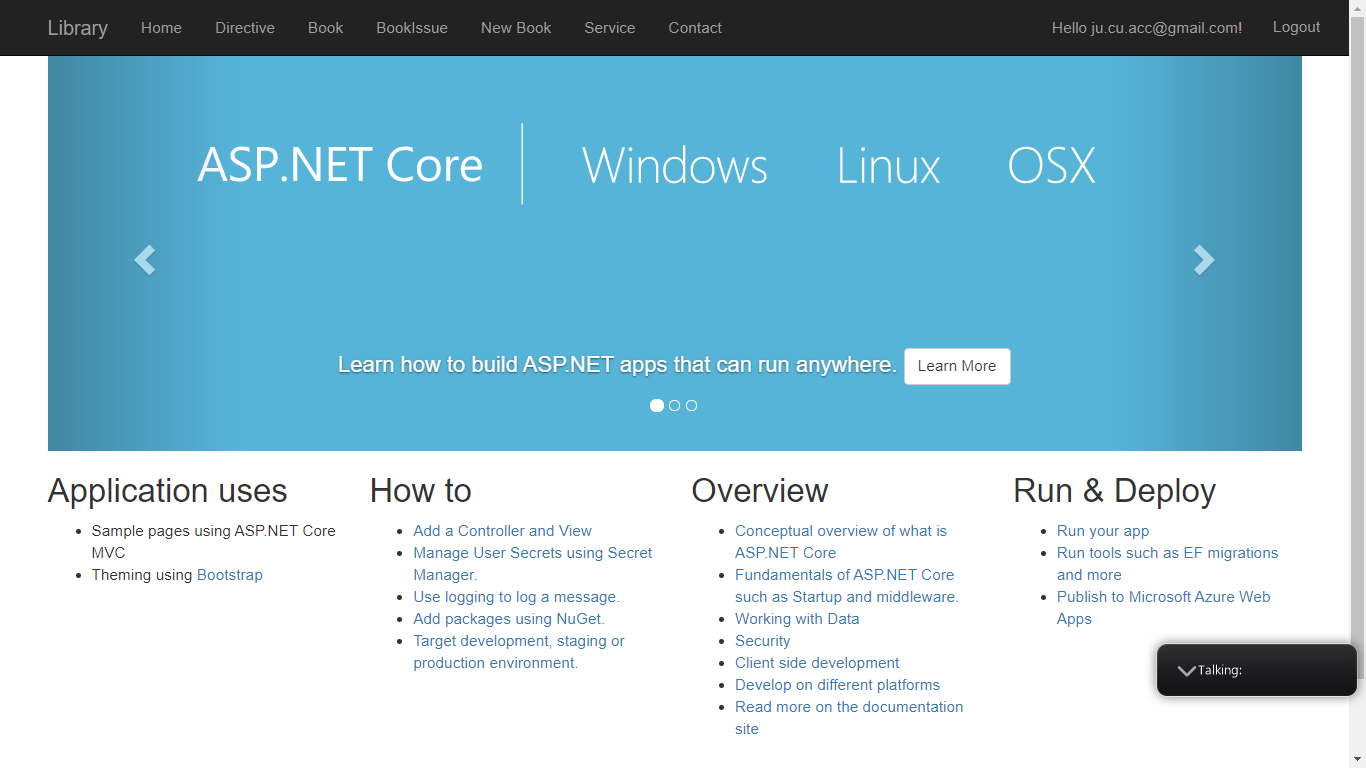 Library Home Directive Book BookIssue New Book Service Contact Hello ju.cu.acc@gmail.com! Logout
ASP.NET Core Windows Linux OSX
Learn how to build ASP.NET apps that can run anywhere. Learn More
Application uses
Sample pages using ASP.NET Core
MVC
Theming using Bootstrap
How to
Add a Controller and View
Manage User Secrets using Secret
Manager.
Use logging to log a message.
Add packages using NuGet.
Target development, staging or
production environment.
Overview
Conceptual overview of what is
ASP.NET Core
Fundamentals of ASP.NET Core
such as Startup and middleware.
Working with Data
Security
Client side development
Develop on different platforms
Read more on the documentation
site
Run & Deploy
Run your app
Run tools such as EF migrations
and more
Publish to Microsoft Azure Web
Apps
Talking: